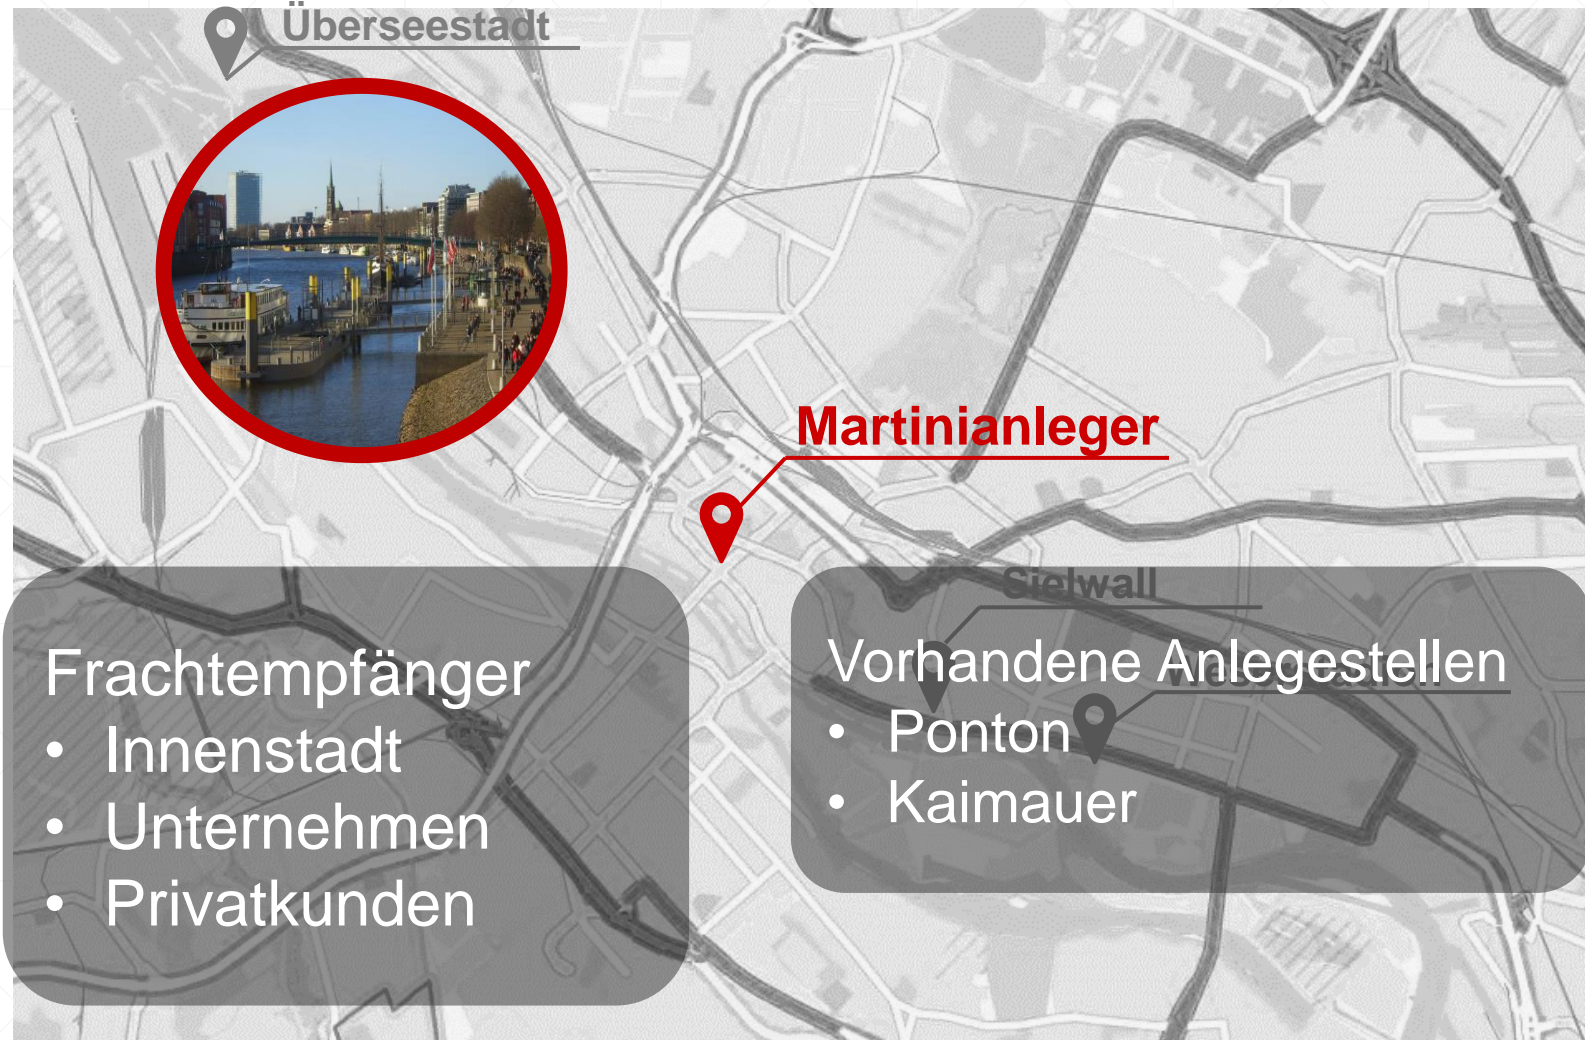 Überseestadt
Martinianleger
Sielwall
Frachtempfänger
• Innenstadt
• Unternehmen
• Privatkunden
Vorhandene Anlegestellen
• Ponton
• Kaimauer